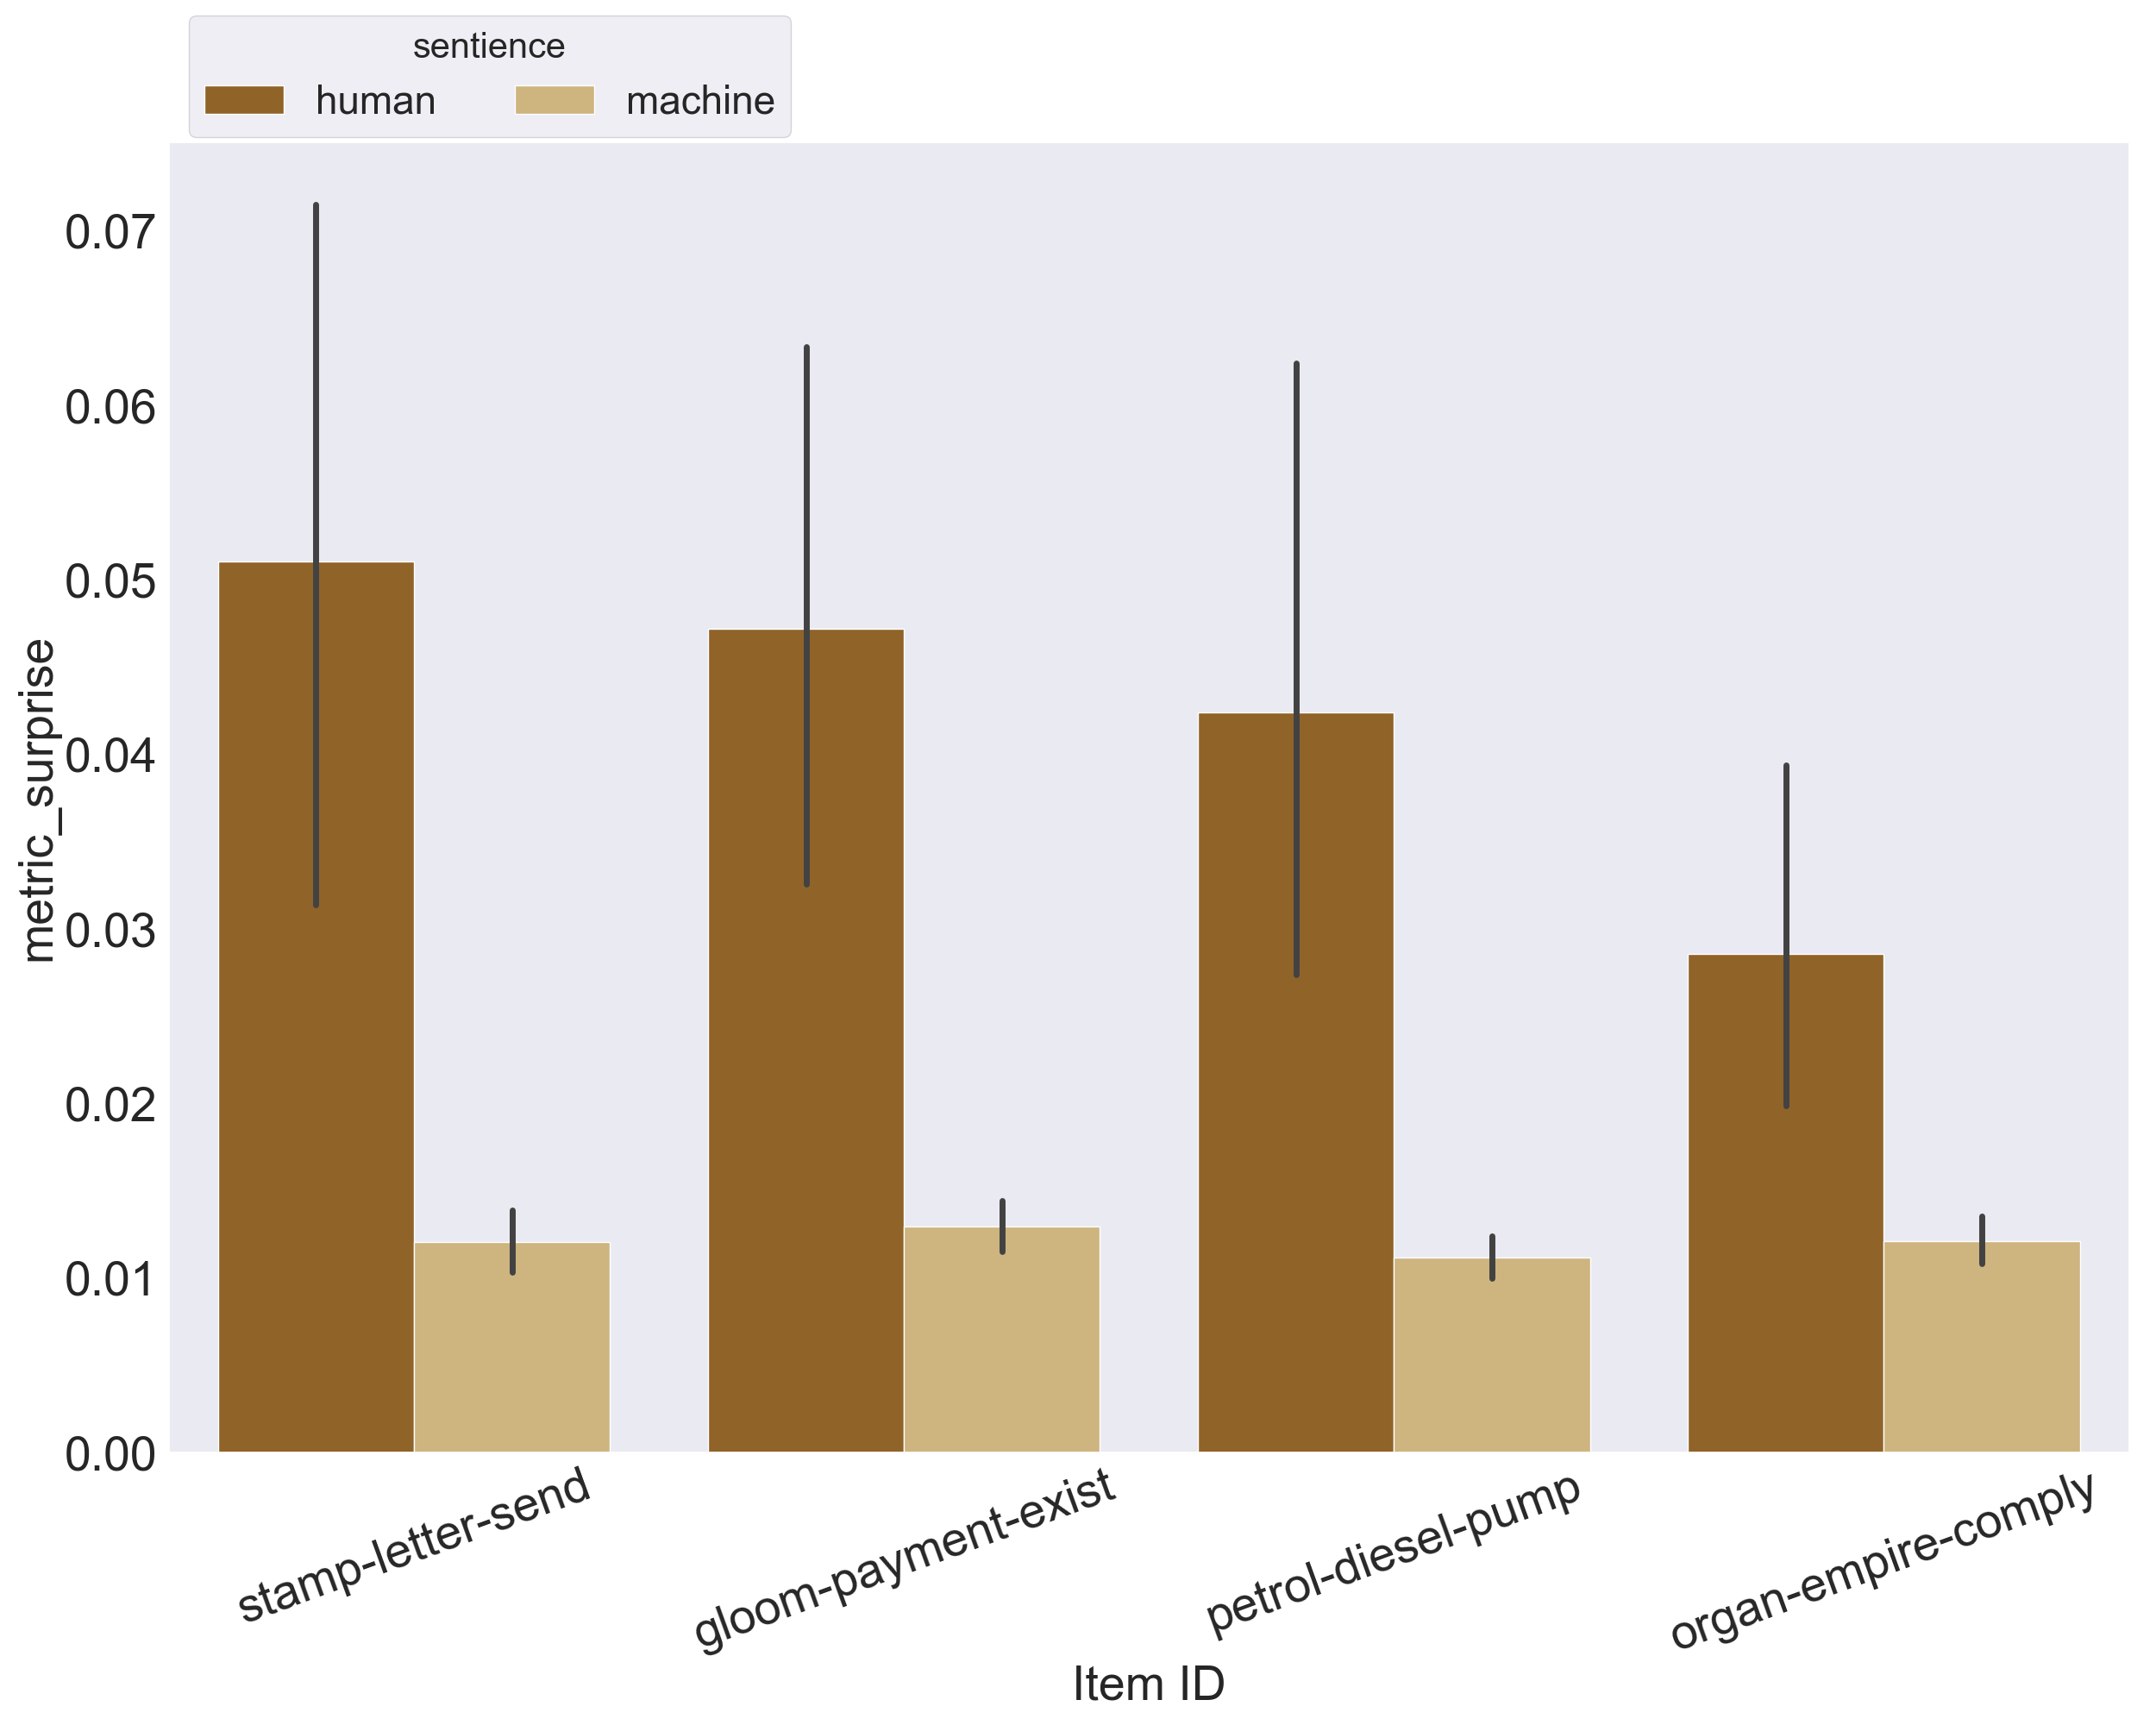 sentience
human machine
0.07
0.06
0.05
0.04
0.03
0.02
0.01
0.00
metric_surprise
stamp-letter-send
gloom-payment-exist
petrol-diesel-pump
organ-empire-comply
Item ID